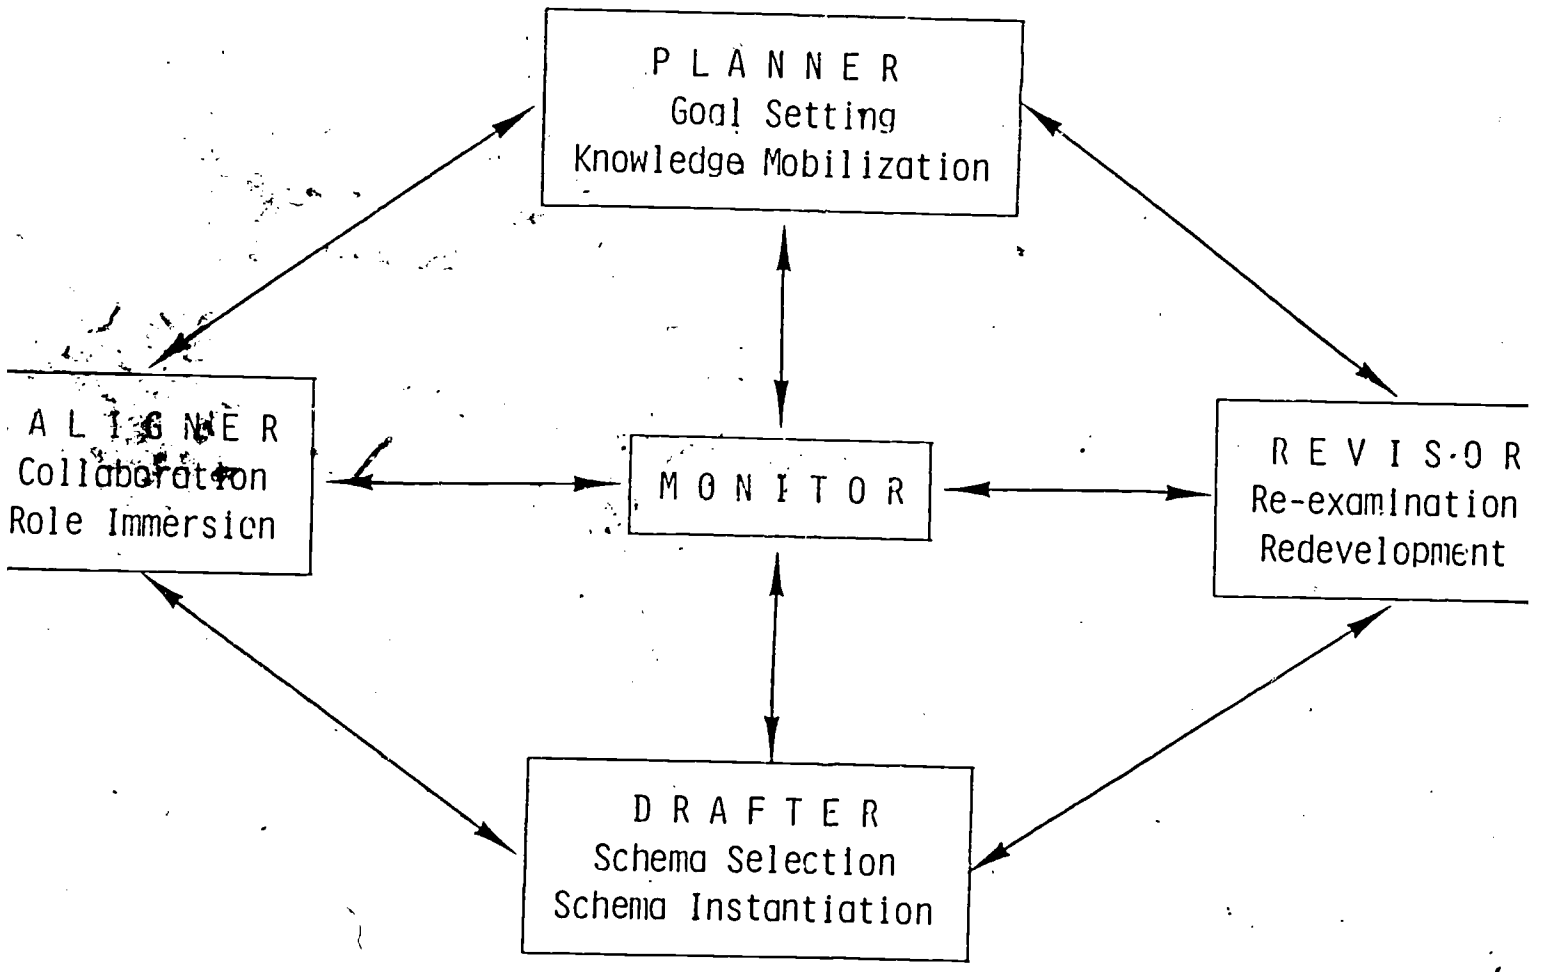 PLANNER
Goal Setting
Knowledge Mobilization
ALIGNER
Collaboration
Role Immersion
MONITOR
REVISOR
Re-examination
Redevelopment
DRAFTER
Schema Selection
Schema Instantiation